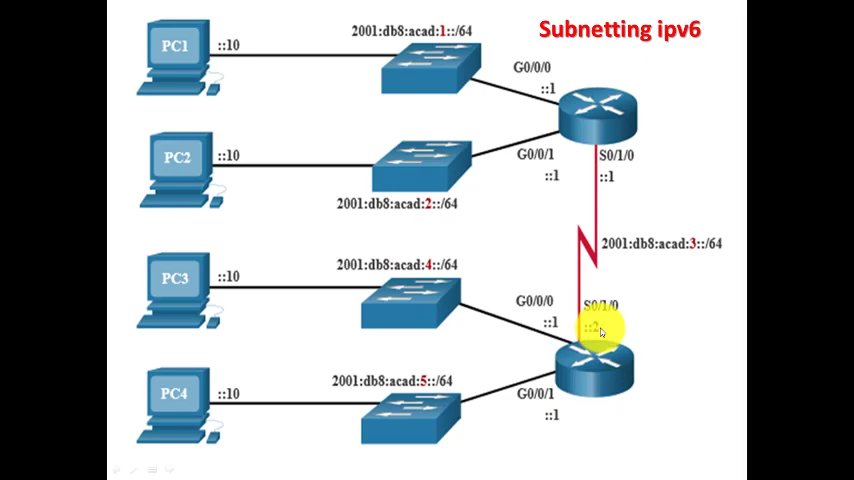 Subnetting ipv6
PC1
::10
2001:db8:acad:1::/64
G0/0/0
::1
PC2
::10
2001:db8:acad:2::/64
G0/0/1
::1
S0/1/0
::1
2001:db8:acad:3::/64
PC3
::10
2001:db8:acad:4::/64
G0/0/0
::1
S0/1/0
::2
PC4
::10
2001:db8:acad:5::/64
G0/0/1
::1